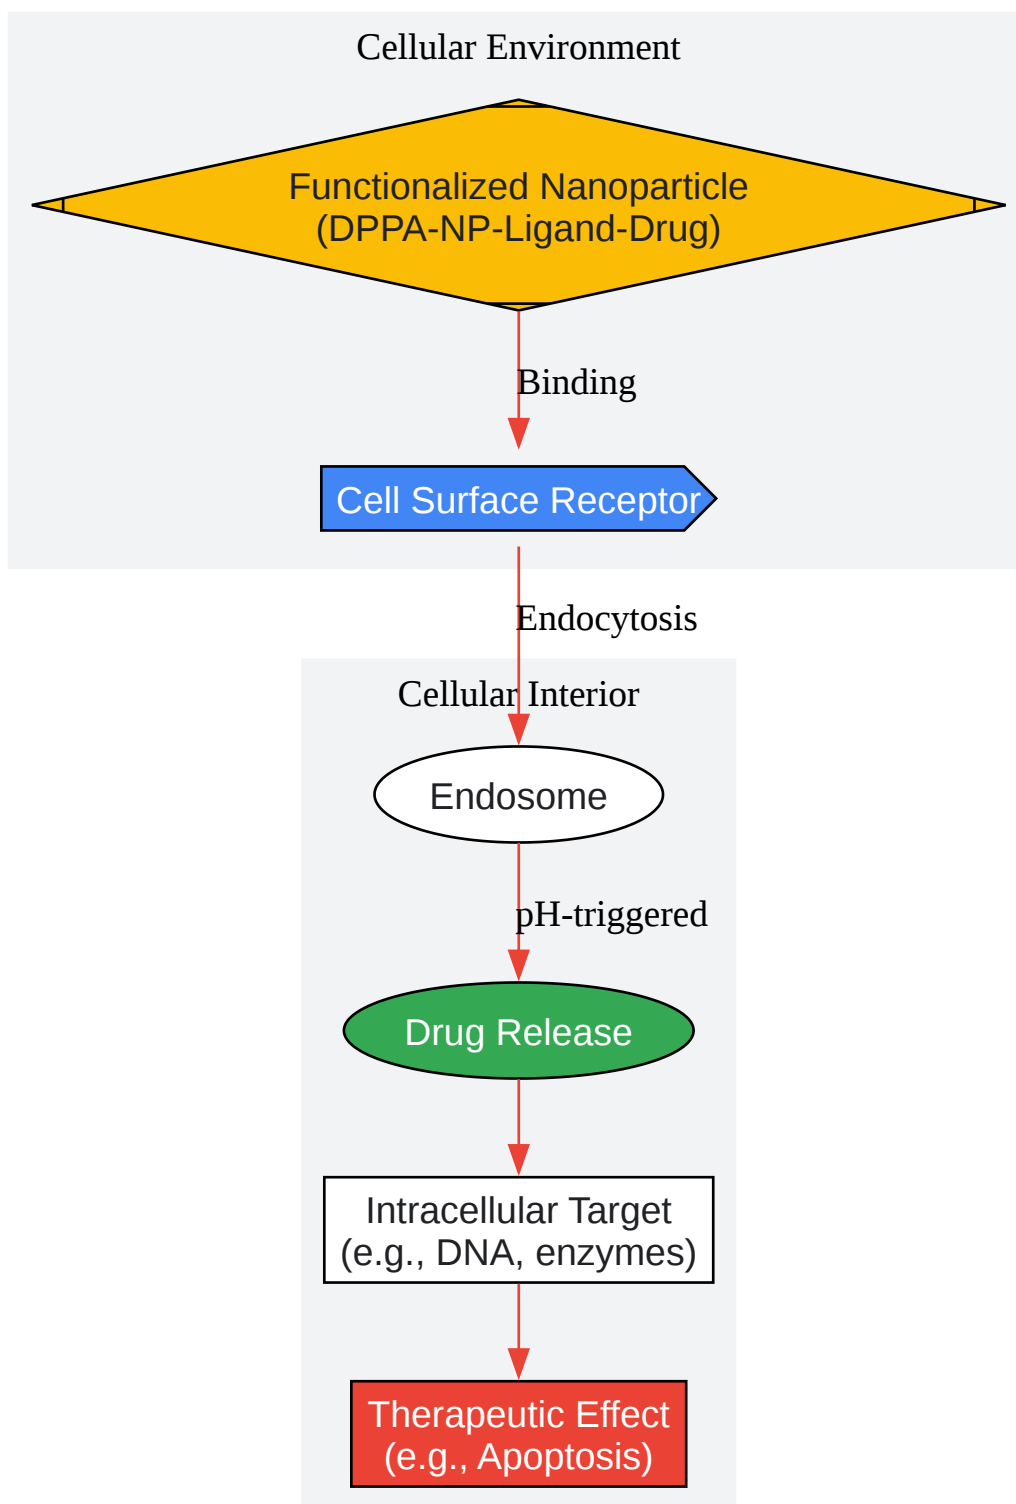 Cellular Environment
Functionalized Nanoparticle
(DPPA-NP-Ligand-Drug)
Binding
Cell Surface Receptor
Endocytosis
Cellular Interior
Endosome
pH-triggered
Drug Release
Intracellular Target
(e.g., DNA, enzymes)
Therapeutic Effect
(e.g., Apoptosis)